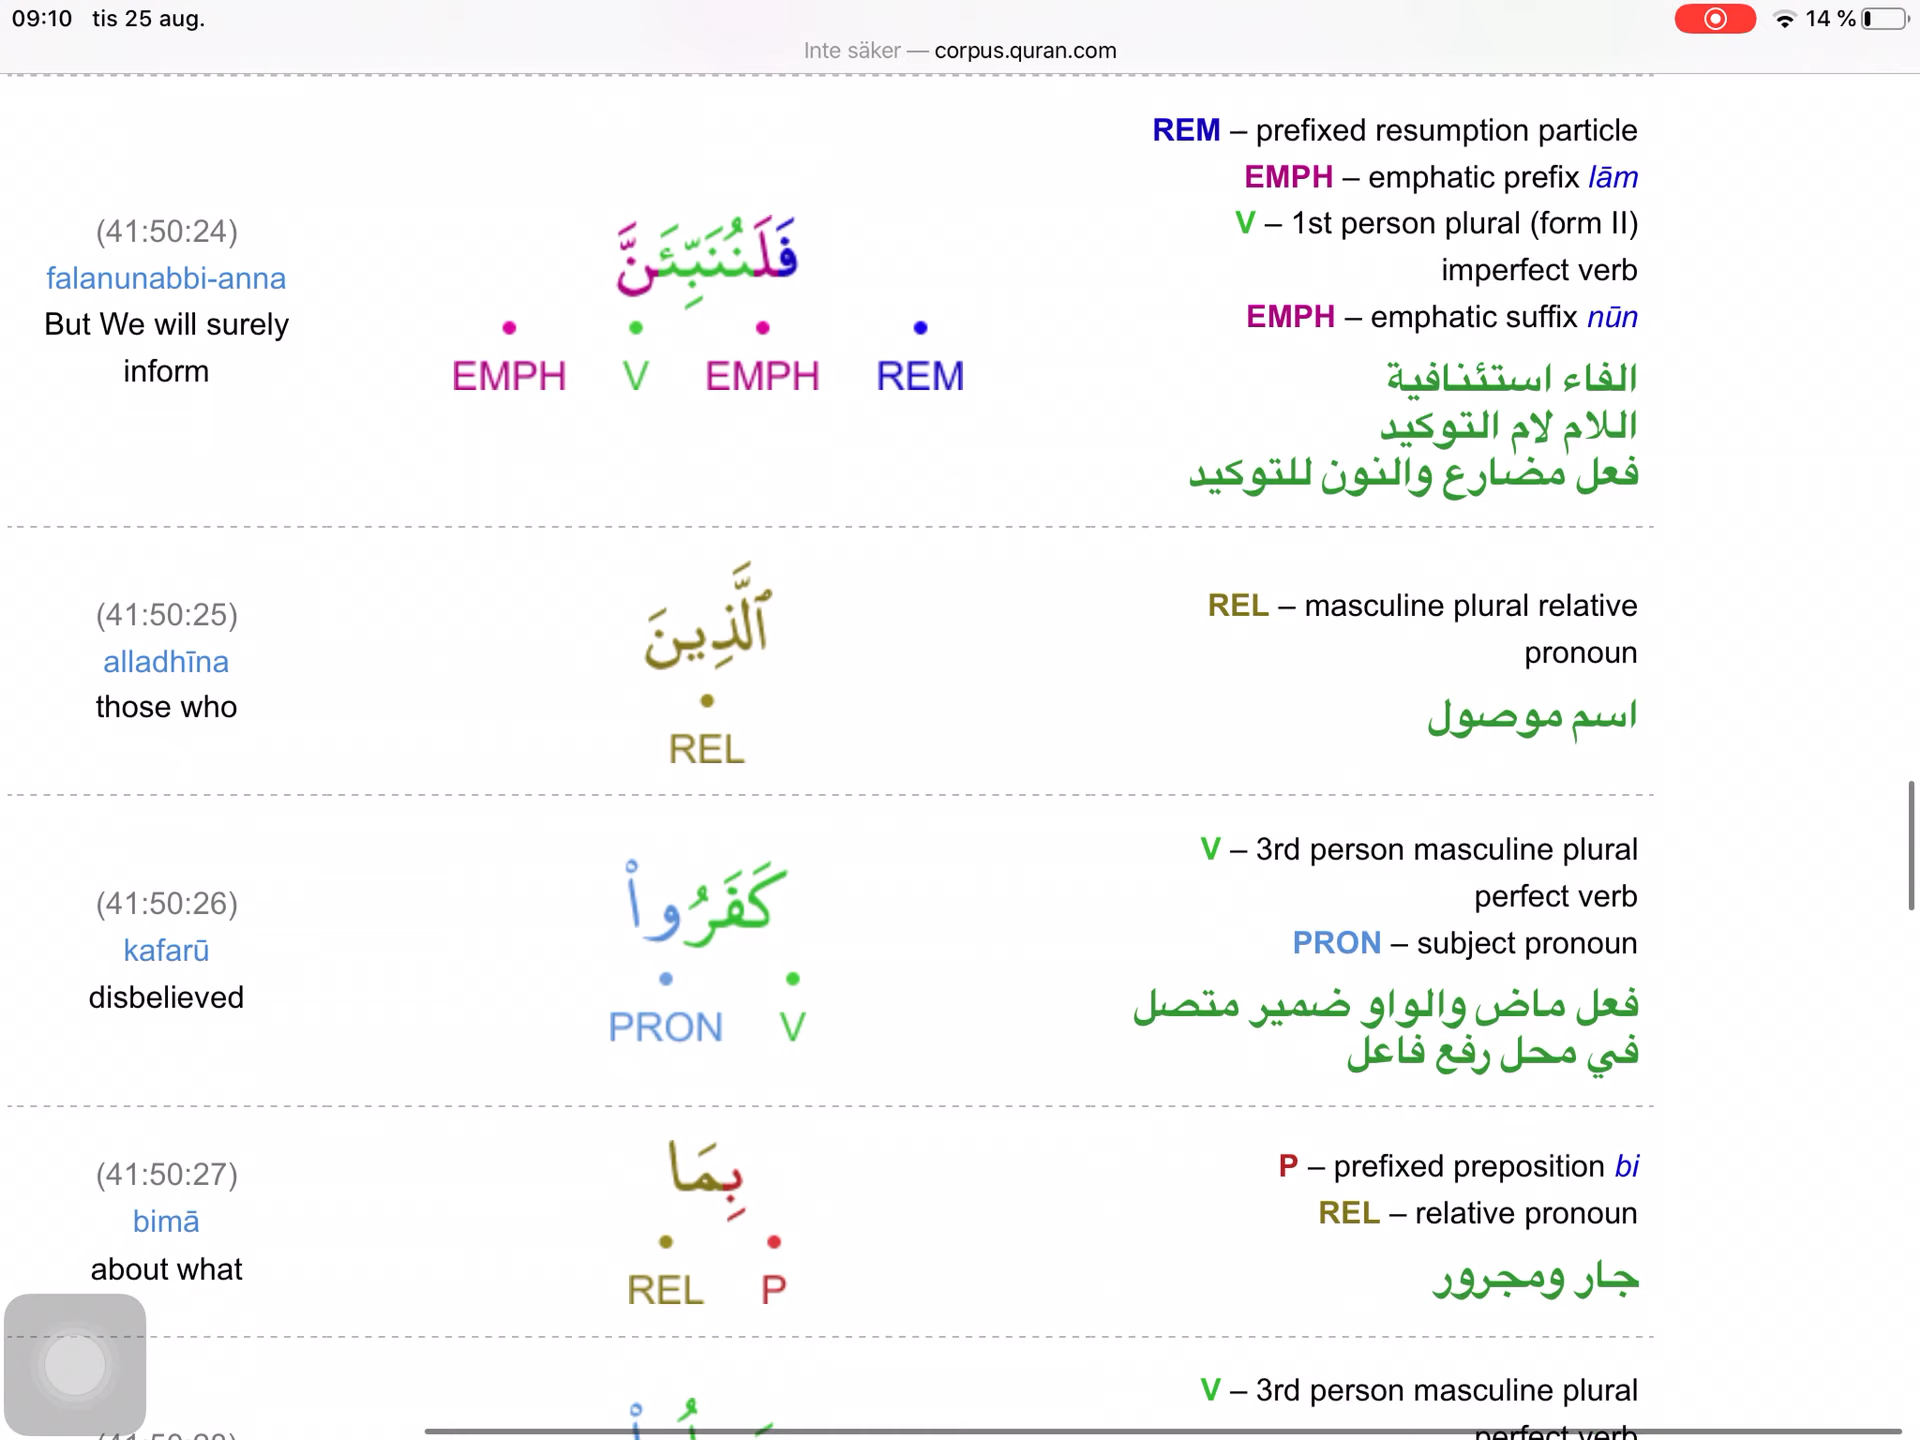 09:10 tis 25 aug.
14 %
Inte säker — corpus.quran.com
(41:50:24)
falanunabbi-anna
But We will surely
inform
فَلَنُنَبِّئَنَّ
EMPH V EMPH REM
REM – prefixed resumption particle
EMPH – emphatic prefix lām
V – 1st person plural (form II)
imperfect verb
EMPH – emphatic suffix nūn
الفاء استئنافية
اللام لام التوكيد
فعل مضارع والنون للتوكيد
(41:50:25)
alladhīna
those who
ٱلَّذِينَ
REL
REL – masculine plural relative
pronoun
اسم موصول
(41:50:26)
kafarū
disbelieved
كَفَرُوا۟
PRON V
V – 3rd person masculine plural
perfect verb
PRON – subject pronoun
فعل ماض والواو ضمير متصل
في محل رفع فاعل
(41:50:27)
bimā
about what
بِمَا
REL P
P – prefixed preposition bi
REL – relative pronoun
جار ومجرور
V – 3rd person masculine plural
perfect verb